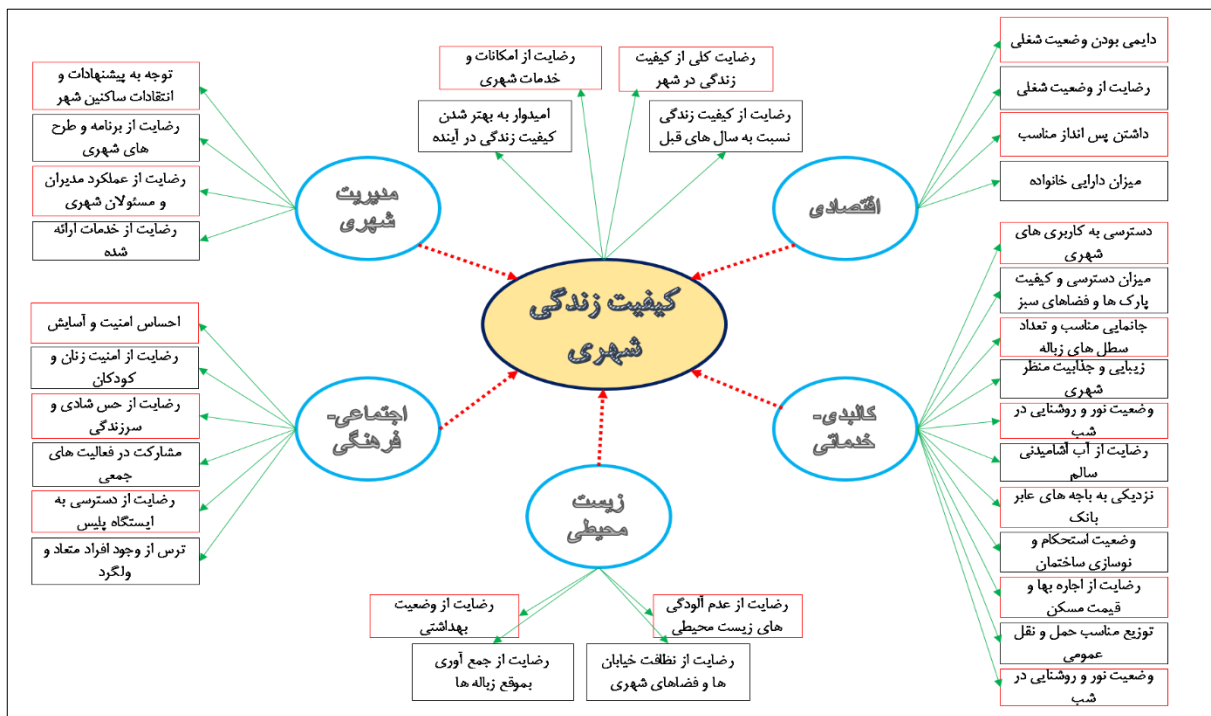 دایمی بودن وضعیت شغلی
رضایت از وضعیت شغلی
داشتن پس انداز مناسب
میزان دارایی خانواده
اقتصادی
رضایت کلی از کیفیت
زندگی در شهر
رضایت از کیفیت زندگی
نسبت به سال های قبل
رضایت از امکانات و
خدمات شهری
امیدوار به بهتر شدن
کیفیت زندگی در آینده
مدیریت
شهری
توجه به پیشنهادات و
انتقادات ساکنین شهر
رضایت از برنامه و طرح
های شهری
رضایت از عملکرد مدیران
و مسئولان شهری
رضایت از خدمات ارائه
شده
کیفیت زندگی
شهری
دسترسی به کاربری های
شهری
میزان دسترسی و کیفیت
پارک ها و فضاهای سبز
جانمایی مناسب و تعداد
سطل های زباله
زیبایی و جذابیت منظر
شهری
وضعیت نور و روشنایی در
شب
رضایت از آب آشامیدنی
سالم
نزدیکی به باجه های عابر
بانک
وضعیت استحکام و
نوسازی ساختمان
رضایت از اجاره بها و
قیمت مسکن
توزیع مناسب حمل و نقل
عمومی
وضعیت نور و روشنایی در
شب
کالبدی-
خدماتی
اجتماعی-
فرهنگی
احساس امنیت و آسایش
رضایت از امنیت زنان و
کودکان
رضایت از حس شادی و
سرزندگی
مشارکت در فعالیت های
جمعی
رضایت از دسترسی به
ایستگاه پلیس
ترس از وجود افراد متعاد و
ولگرد
زیست
محیطی
رضایت از عدم آلودگی
های زیست محیطی
رضایت از نظافت خیابان
ها و فضاهای شهری
رضایت از وضعیت
بهداشتی
رضایت از جمع آوری
بموقع زباله ها